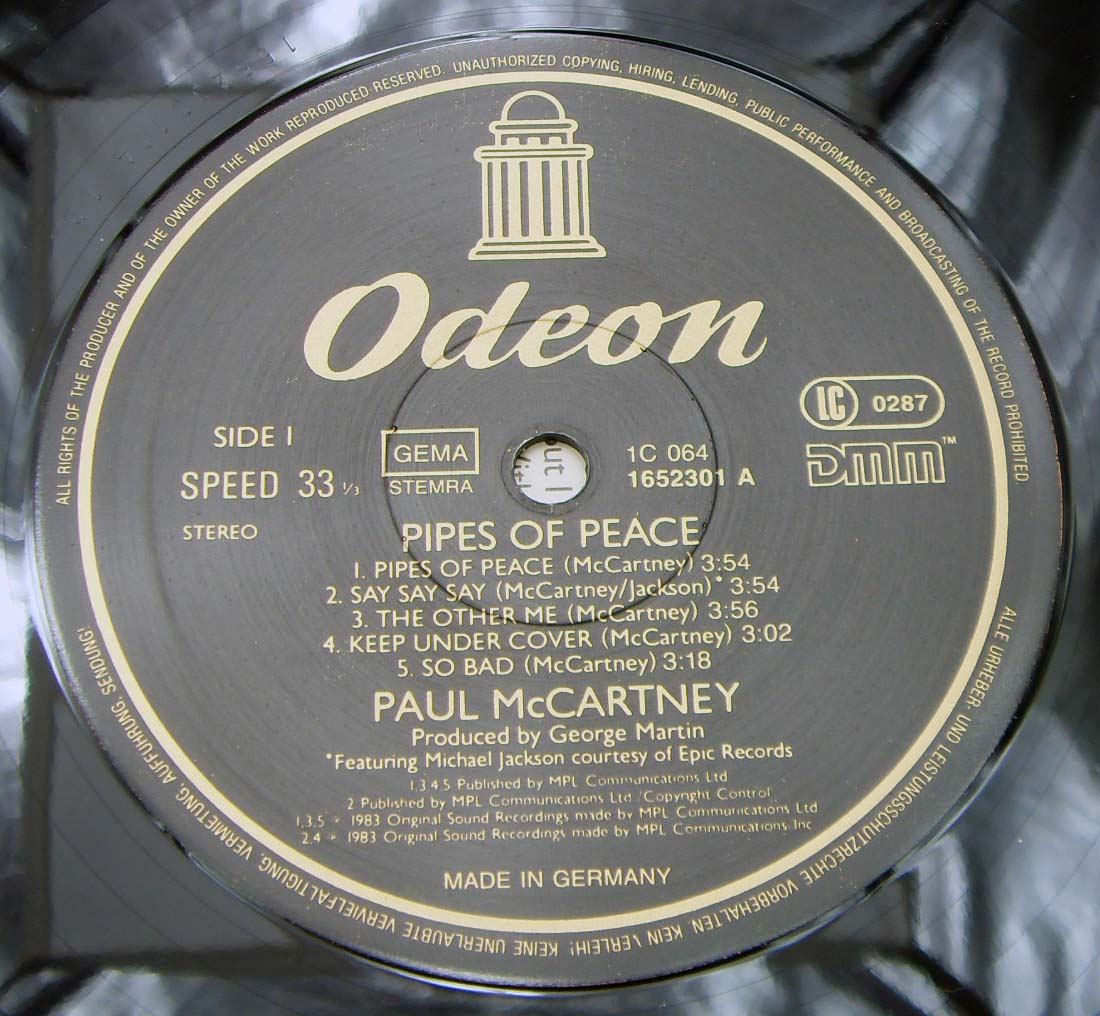 ALL RIGHTS OF THE PRODUCER AND OF THE OWNER OF THE WORK REPRODUCED RESERVED. UNAUTHORIZED COPYING, HIRING, LENDING, PUBLIC PERFORMANCE AND BROADCASTING OF THE RECORD PROHIBITED.
Odeon
LC 0287
DMM™
SIDE 1
SPEED 33 1/3
STEREO
GEMA
STEMRA
1C 064
1652301 A
PIPES OF PEACE
1. PIPES OF PEACE (McCartney) 3:54
2. SAY SAY SAY (McCartney/Jackson)* 3:54
3. THE OTHER ME (McCartney) 3:56
4. KEEP UNDER COVER (McCartney) 3:02
5. SO BAD (McCartney) 3:18
PAUL McCARTNEY
Produced by George Martin
*Featuring Michael Jackson courtesy of Epic Records
1,3,4,5 Published by MPL Communications Ltd
2 Published by MPL Communications Ltd /Copyright Control
1,3,5 ℗ 1983 Original Sound Recordings made by MPL Communications Ltd
2,4 ℗ 1983 Original Sound Recordings made by MPL Communications, Inc
MADE IN GERMANY
ALLE URHEBER- UND LEISTUNGSSCHUTZRECHTE VORBEHALTEN. KEIN VERLEIH! KEINE UNERLAUBTE VERVIELFÄLTIGUNG, VERMIETUNG, AUFFÜHRUNG, SENDUNG!